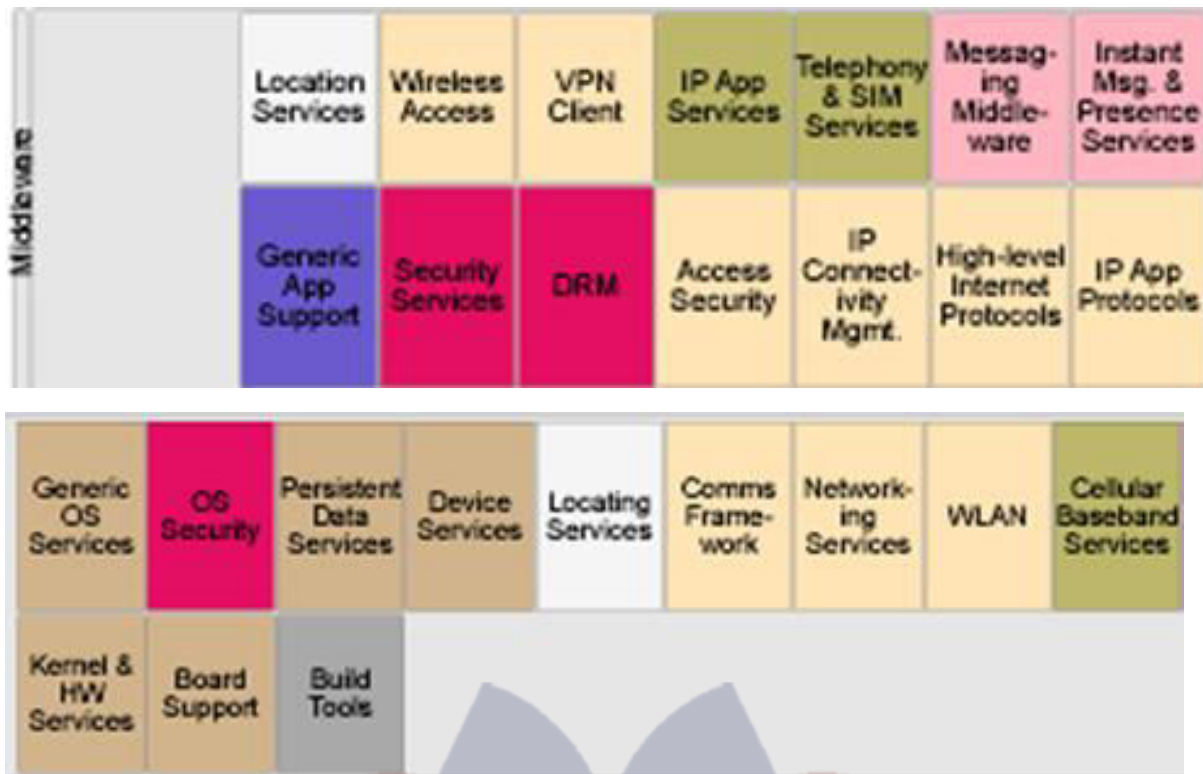 Middleware
Location
Services
Wireless
Access
VPN
Client
IP App
Services
Telephony
& SIM
Services
Messag-
ing
Middle-
ware
Instant
Msg. &
Presence
Services
Generic
App
Support
Security
Services
DRM
Access
Security
IP
Connect-
ivity
Mgmt.
High-level
Internet
Protocols
IP App
Protocols
Generic
OS
Services
OS
Security
Persistent
Data
Services
Device
Services
Locating
Services
Comms
Frame-
work
Network-
ing
Services
WLAN
Cellular
Baseband
Services
Kernel &
HW
Services
Board
Support
Build
Tools